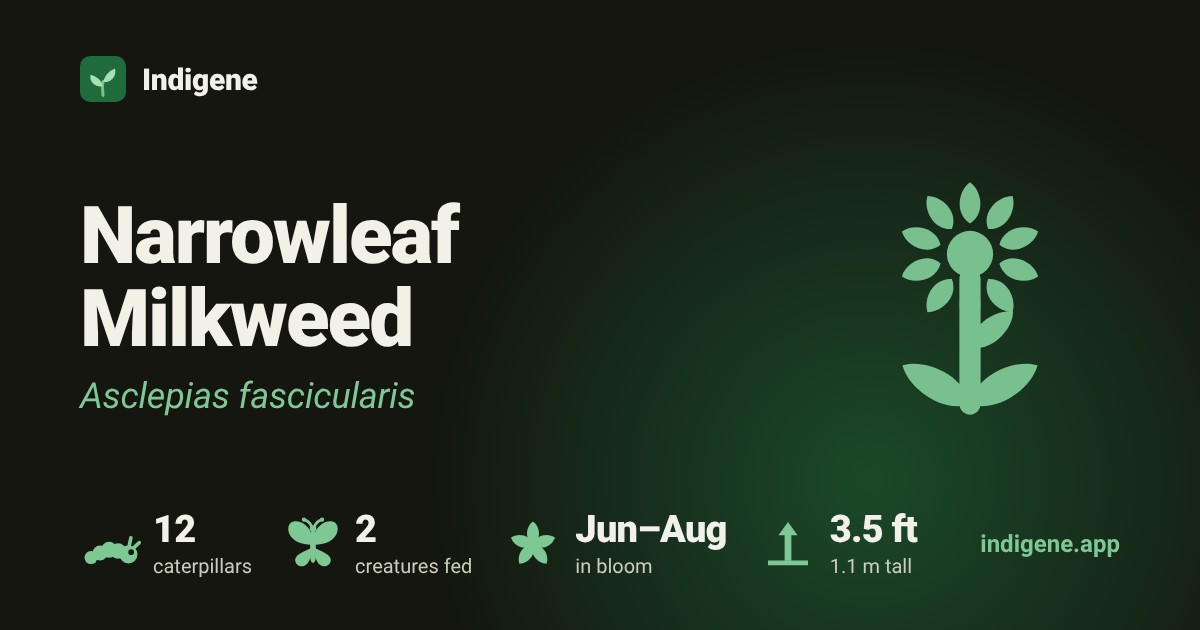 Indigene
Narrowleaf
Milkweed
Asclepias fascicularis
12
caterpillars
2
creatures fed
Jun–Aug
in bloom
3.5 ft
1.1 m tall
indigene.app